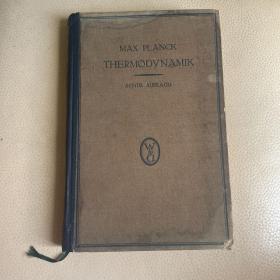 MAX PLANCK
THERMODYNAMIK
AUFLAGE
W
G